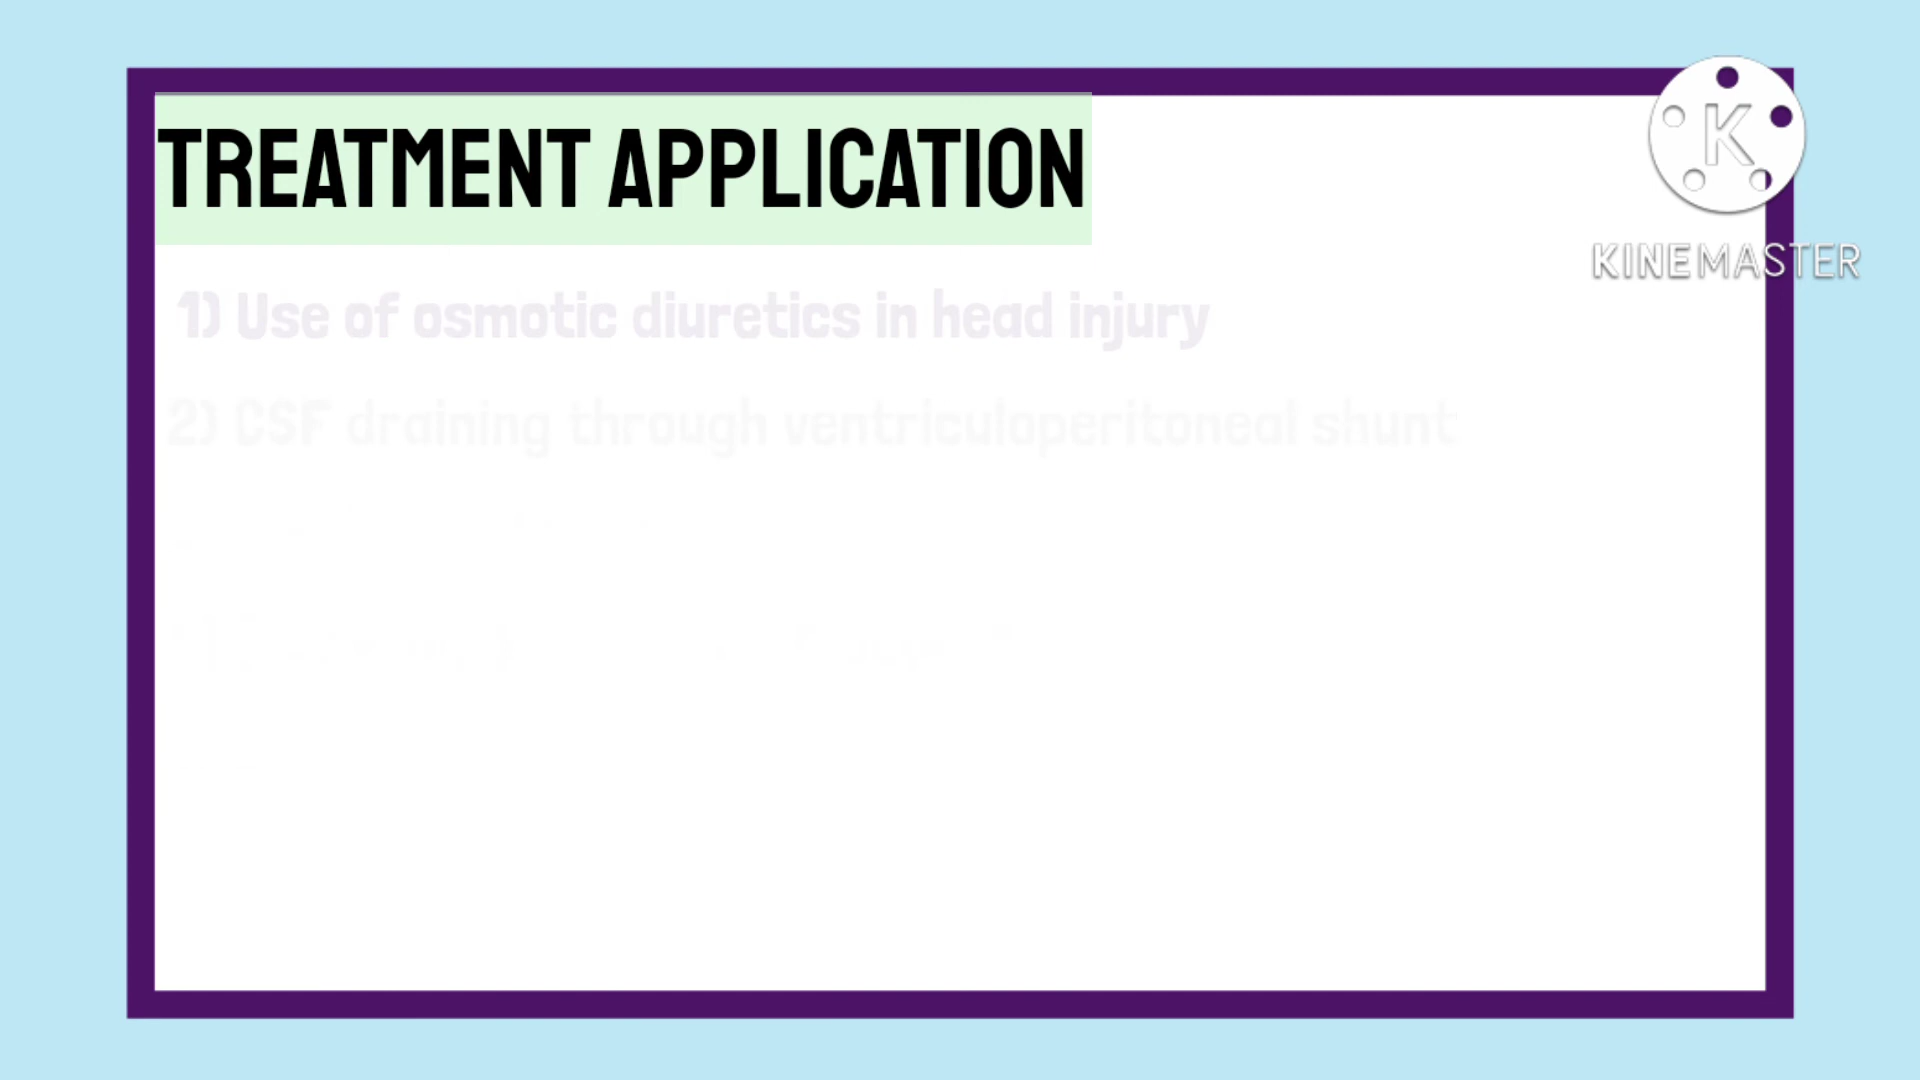 TREATMENT APPLICATION
1) Use of osmotic diuretics in head injury
2) CSF draining through ventriculoperitoneal shunt
K
KINEMASTER